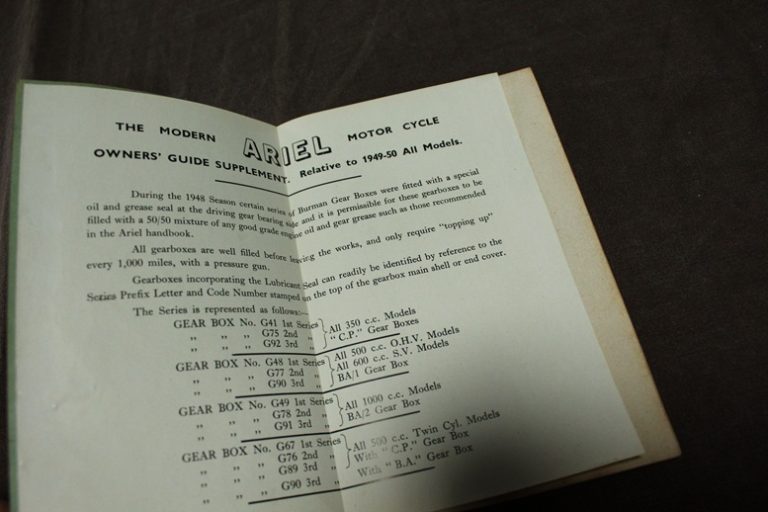 THE MODERN ARIEL MOTOR CYCLE
OWNERS' GUIDE SUPPLEMENT. Relative to 1949-50 All Models.
During the 1948 Season certain series of Burman Gear Boxes were fitted with a special
oil and grease seal at the driving gear bearing side and it is permissible for these gearboxes to be
filled with a 50/50 mixture of any good grade engine oil and gear grease such as those recommended
in the Ariel handbook.
All gearboxes are well filled before leaving the works, and only require "topping up"
every 1,000 miles, with a pressure gun.
Gearboxes incorporating the Lubricant Seal can readily be identified by reference to the
Series Prefix Letter and Code Number stamped on the top of the gearbox main shell or end cover.
The Series is represented as follows:—
GEAR BOX No. G41 1st Series } All 350 c.c. Models
„ „ „ G75 2nd „ } "C.P." Gear Boxes
„ „ „ G92 3rd „
GEAR BOX No. G48 1st Series } All 500 c.c. O.H.V. Models
„ „ „ G77 2nd „ } All 600 c.c. S.V. Models
„ „ „ G90 3rd „ } BA/1 Gear Box
GEAR BOX No. G49 1st Series } All 1000 c.c. Models
„ „ „ G78 2nd „ } BA/2 Gear Box
„ „ „ G91 3rd „
GEAR BOX No. G67 1st Series } All 500 c.c. Twin Cyl. Models
„ „ „ G76 2nd „ } With "C.P." Gear Box
„ „ „ G89 3rd „
„ „ „ G90 3rd „ With "B.A." Gear Box